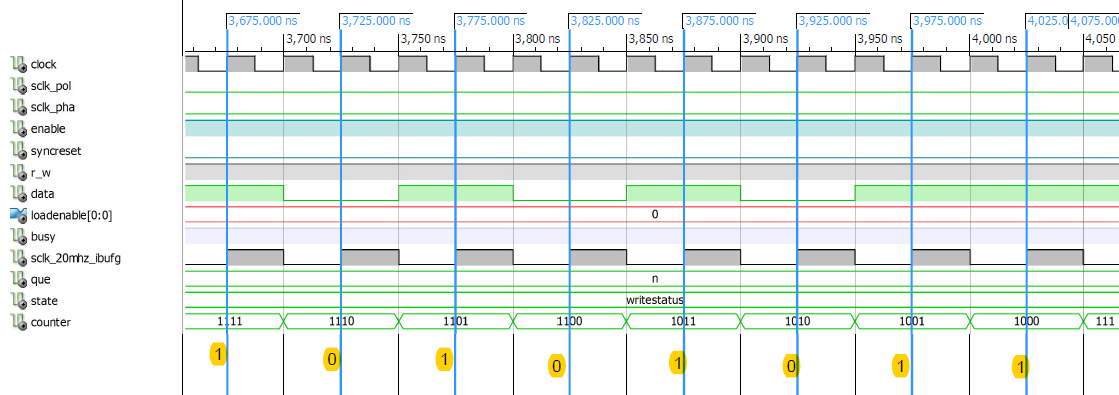 3,675.000 ns 3,725.000 ns 3,775.000 ns 3,825.000 ns 3,875.000 ns 3,925.000 ns 3,975.000 ns 4,025.0 4,075.00
3,700 ns 3,750 ns 3,800 ns 3,850 ns 3,900 ns 3,950 ns 4,000 ns 4,050
clock
sclk_pol
sclk_pha
enable
syncreset
r_w
data
loadenable[0:0] 0
busy
sclk_20mhz_ibufg
que n
state writestatus
counter 1111 1110 1101 1100 1011 1010 1001 1000 111
1 0 1 0 1 0 1 1